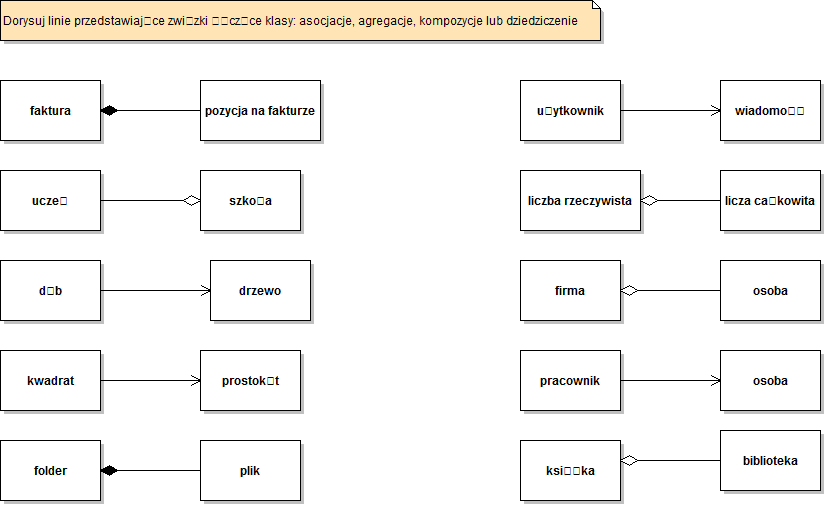 Dorysuj linie przedstawiaj□ce zwi□zki □□cz□ce klasy: asocjacje, agregacje, kompozycje lub dziedziczenie
faktura
pozycja na fakturze
u□ytkownik
wiadomo□□
ucze□
szko□a
liczba rzeczywista
licza ca□kowita
d□b
drzewo
firma
osoba
kwadrat
prostok□t
pracownik
osoba
folder
plik
ksi□□ka
biblioteka